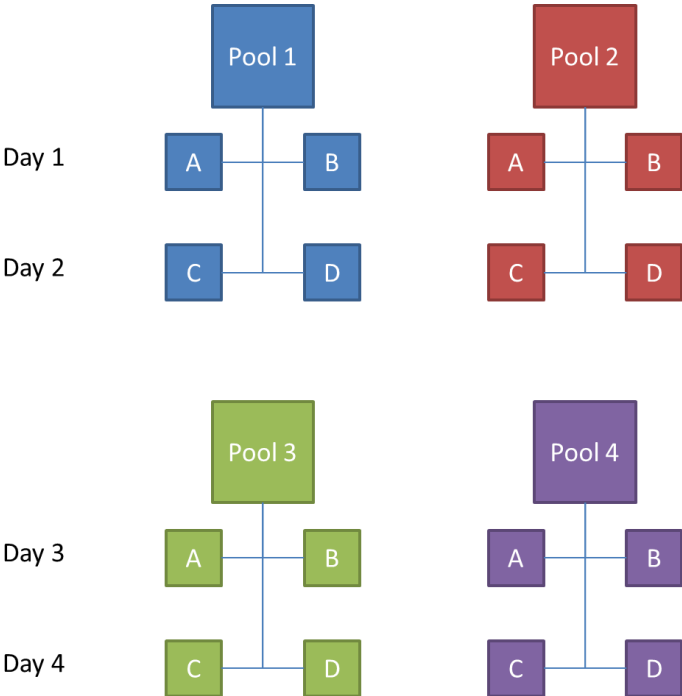 Pool 1 Pool 2
Day 1 A B A B
Day 2 C D C D
Pool 3 Pool 4
Day 3 A B A B
Day 4 C D C D